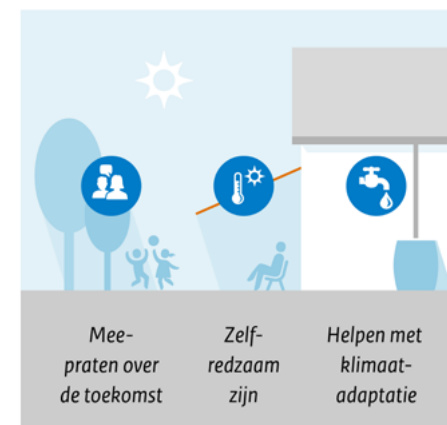 Mee-
praten over
de toekomst
Zelf-
redzaam
zijn
Helpen met
klimaat-
adaptatie